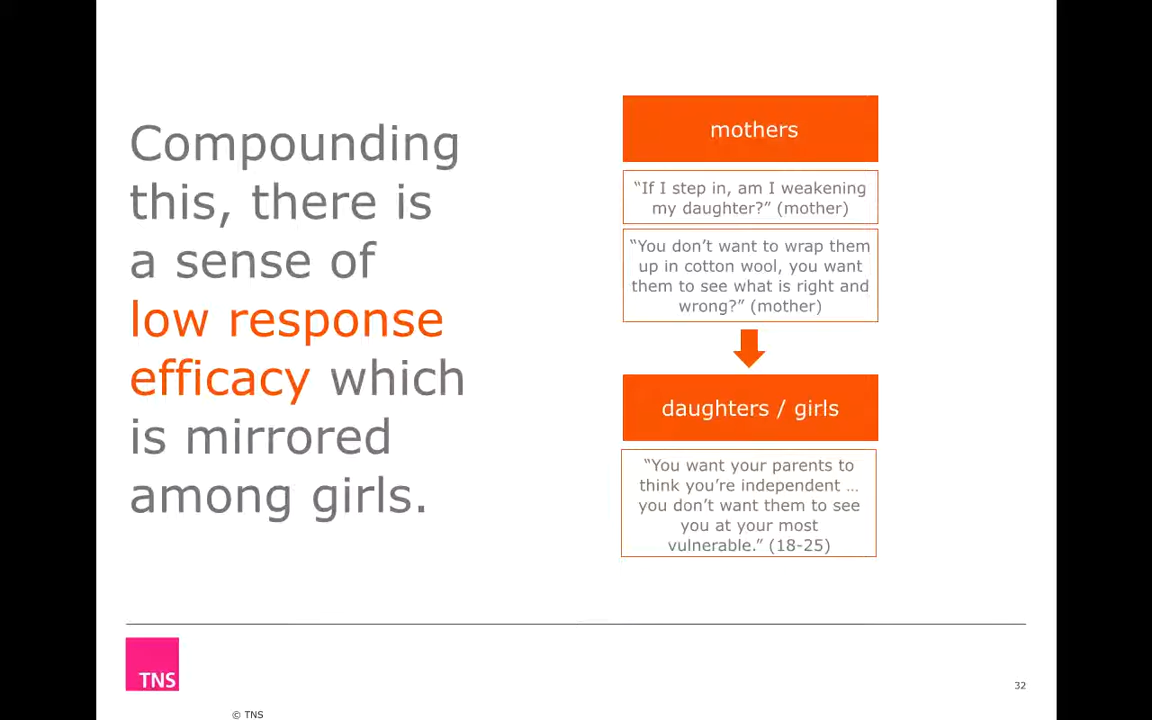 Compounding
this, there is
a sense of
low response
efficacy which
is mirrored
among girls.
mothers
“If I step in, am I weakening
my daughter?” (mother)
“You don’t want to wrap them
up in cotton wool, you want
them to see what is right and
wrong?” (mother)
daughters / girls
“You want your parents to
think you’re independent …
you don’t want them to see
you at your most
vulnerable.” (18-25)
TNS
32
© TNS